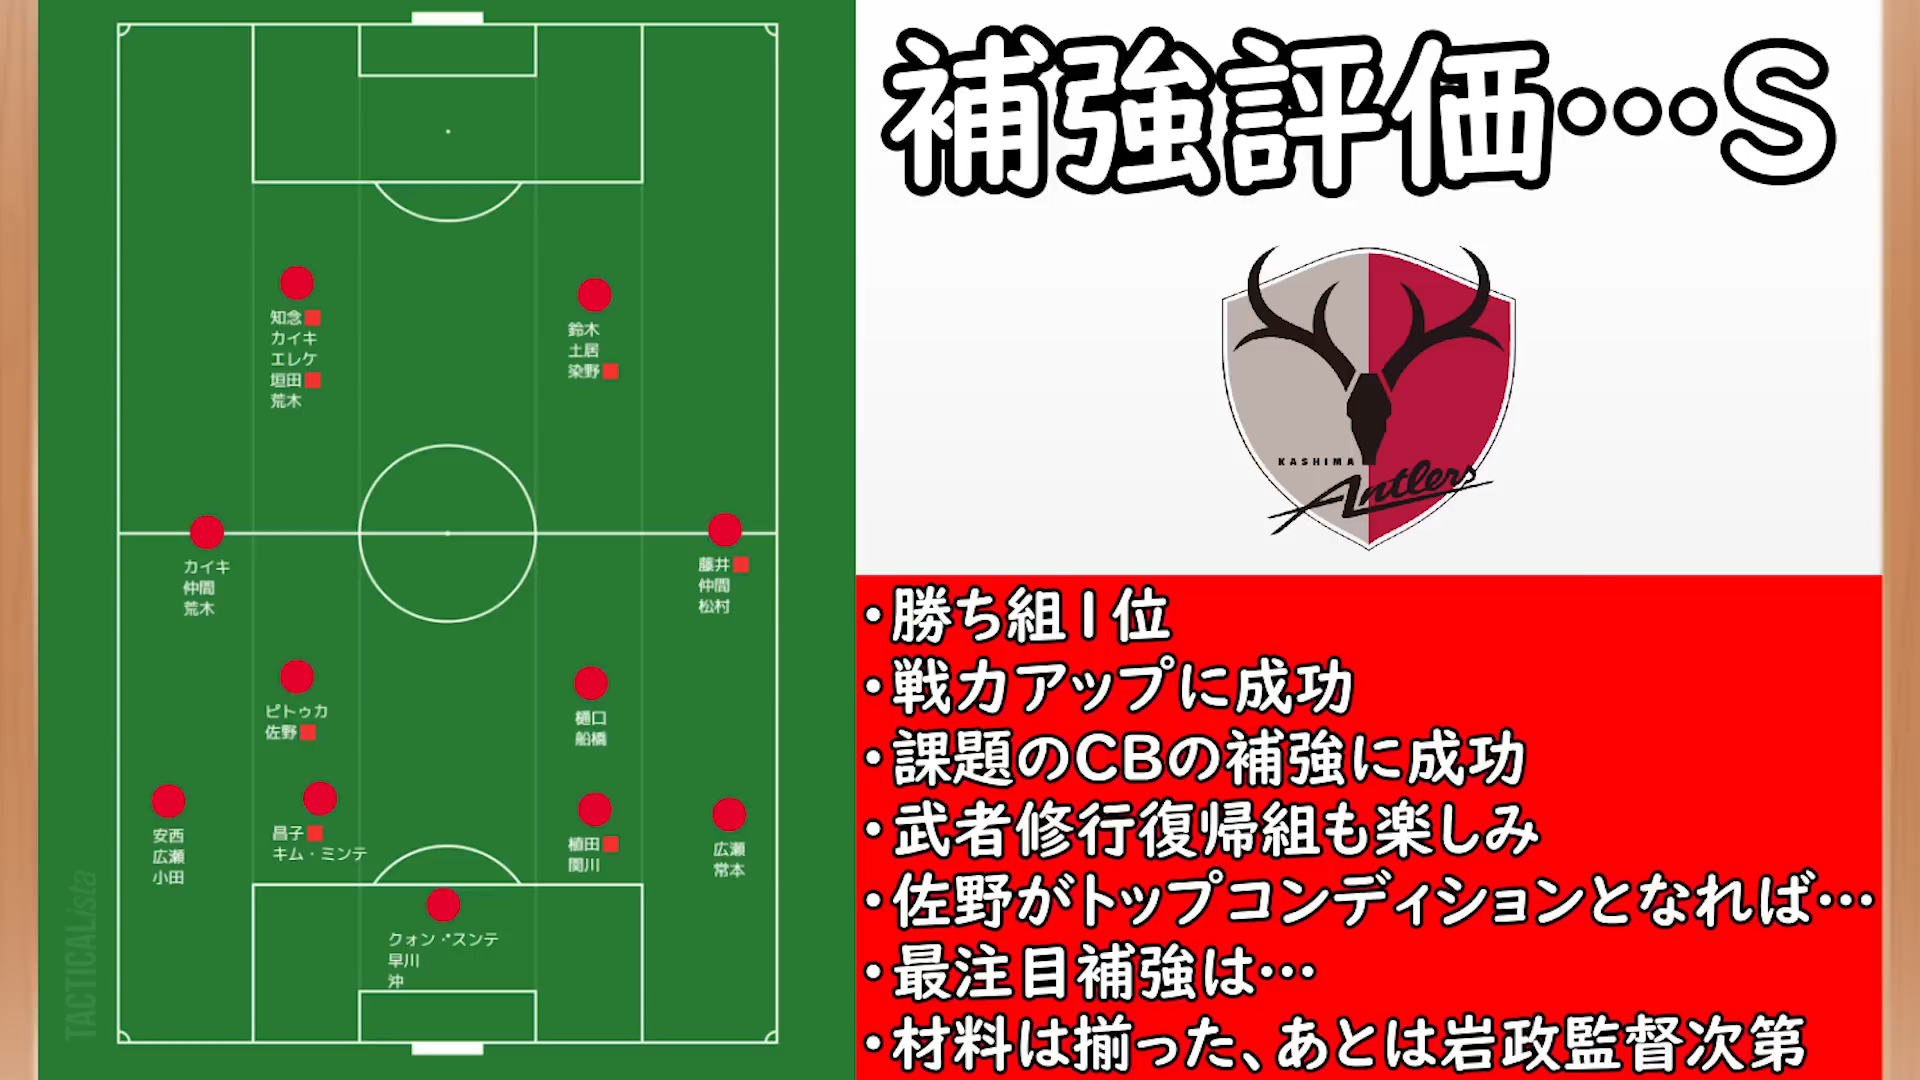 補強評価…S
KASHIMA
Antlers
知念
カイキ
エレケ
垣田
荒木
鈴木
土居
染野
カイキ
仲間
荒木
藤井
仲間
松村
ピトゥカ
佐野
樋口
船橋
安西
広瀬
小田
昌子
キム・ミンテ
植田
関川
広瀬
常本
クォン・スンテ
早川
沖
TACTICALista
・勝ち組1位
・戦力アップに成功
・課題のCBの補強に成功
・武者修行復帰組も楽しみ
・佐野がトップコンディションとなれば…
・最注目補強は…
・材料は揃った、あとは岩政監督次第